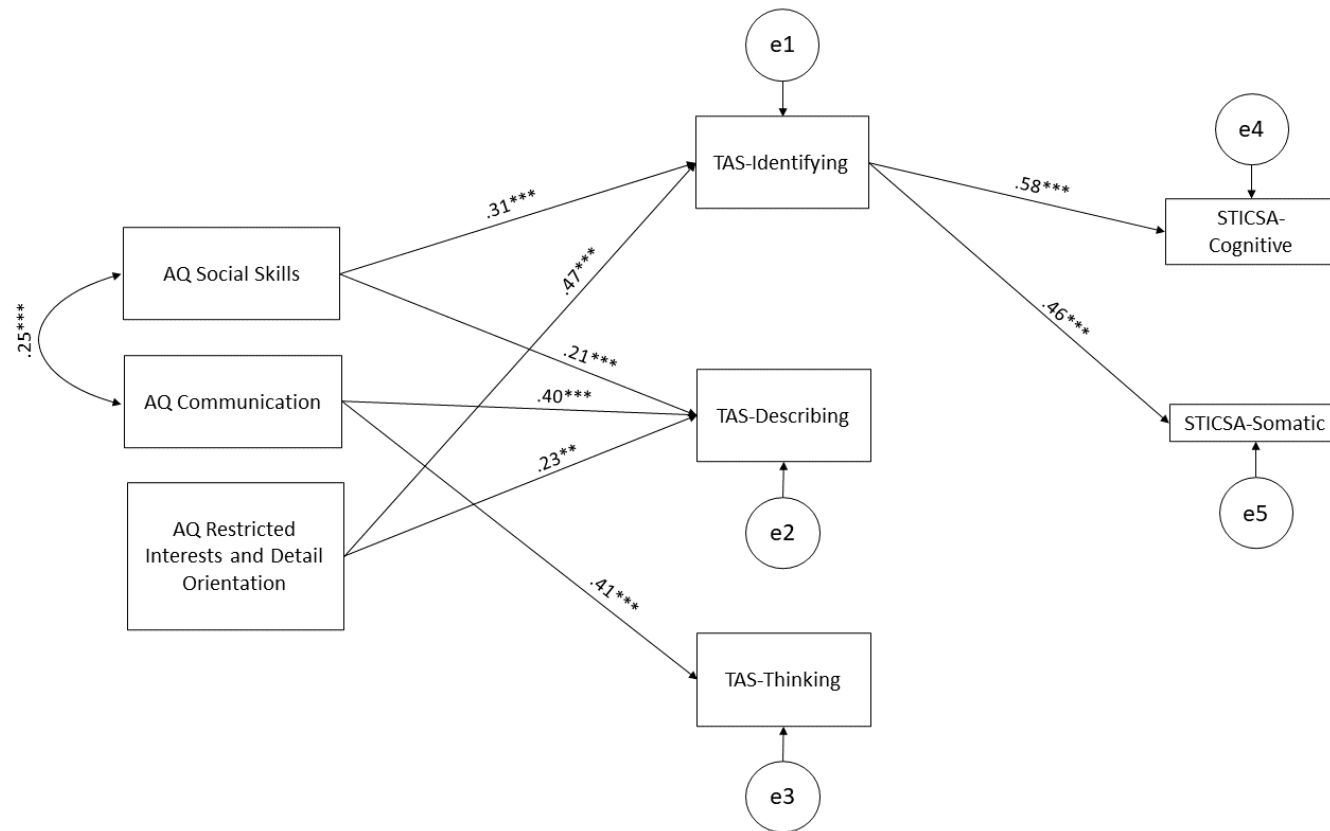 e1
e4
TAS-Identifying
.58***
.31***
STICSA-
Cognitive
AQ Social Skills
.47***
.25***
.46***
.21***
AQ Communication
.40***
TAS-Describing
STICSA-Somatic
.23**
AQ Restricted
Interests and Detail
Orientation
e2
e5
.41***
TAS-Thinking
e3